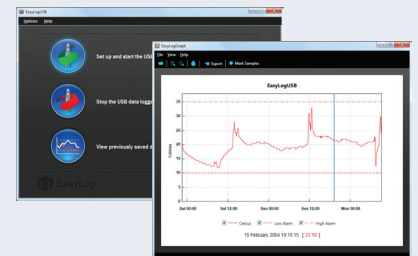 EasyLogUSB
Options Help
Set up and start the USB
Stop the USB data logg
View previously saved d
EasyLog
EasyLogGraph
File View Help
Export
Mark Samples
EasyLogUSB
Celsius
35
30
25
20
15
10
5
0
Sat 00:00 Sat 12:00 Sun 00:00 Sun 12:00 Mon 00:00
Celsius Low Alarm High Alarm
15 February 2004 19:15:15 [ 21.50 ]